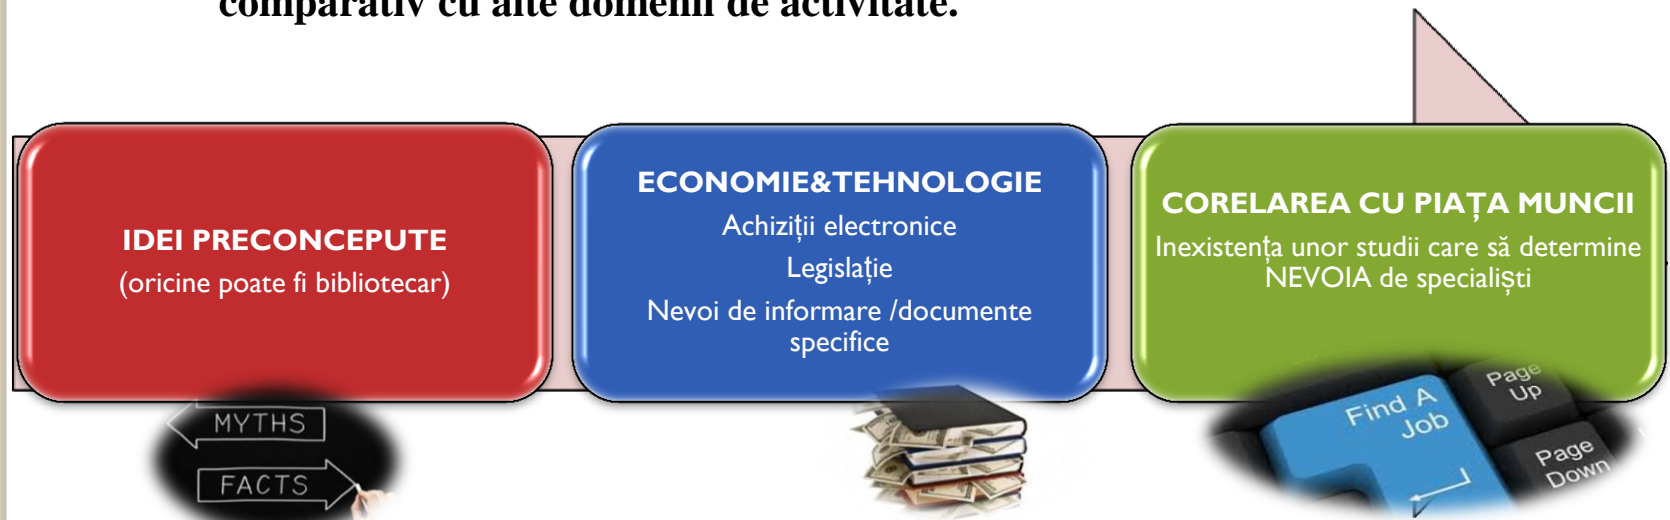 comparativ cu alte domenii de activitate.
IDEI PRECONCEPUTE
(oricine poate fi bibliotecar)
ECONOMIE&TEHNOLOGIE
Achiziții electronice
Legislație
Nevoi de informare /documente
specifice
CORELAREA CU PIAȚA MUNCII
Inexistența unor studii care să determine
NEVOIA de specialiști
MYTHS
FACTS
Find A
Job
Page
Up
Page
Down